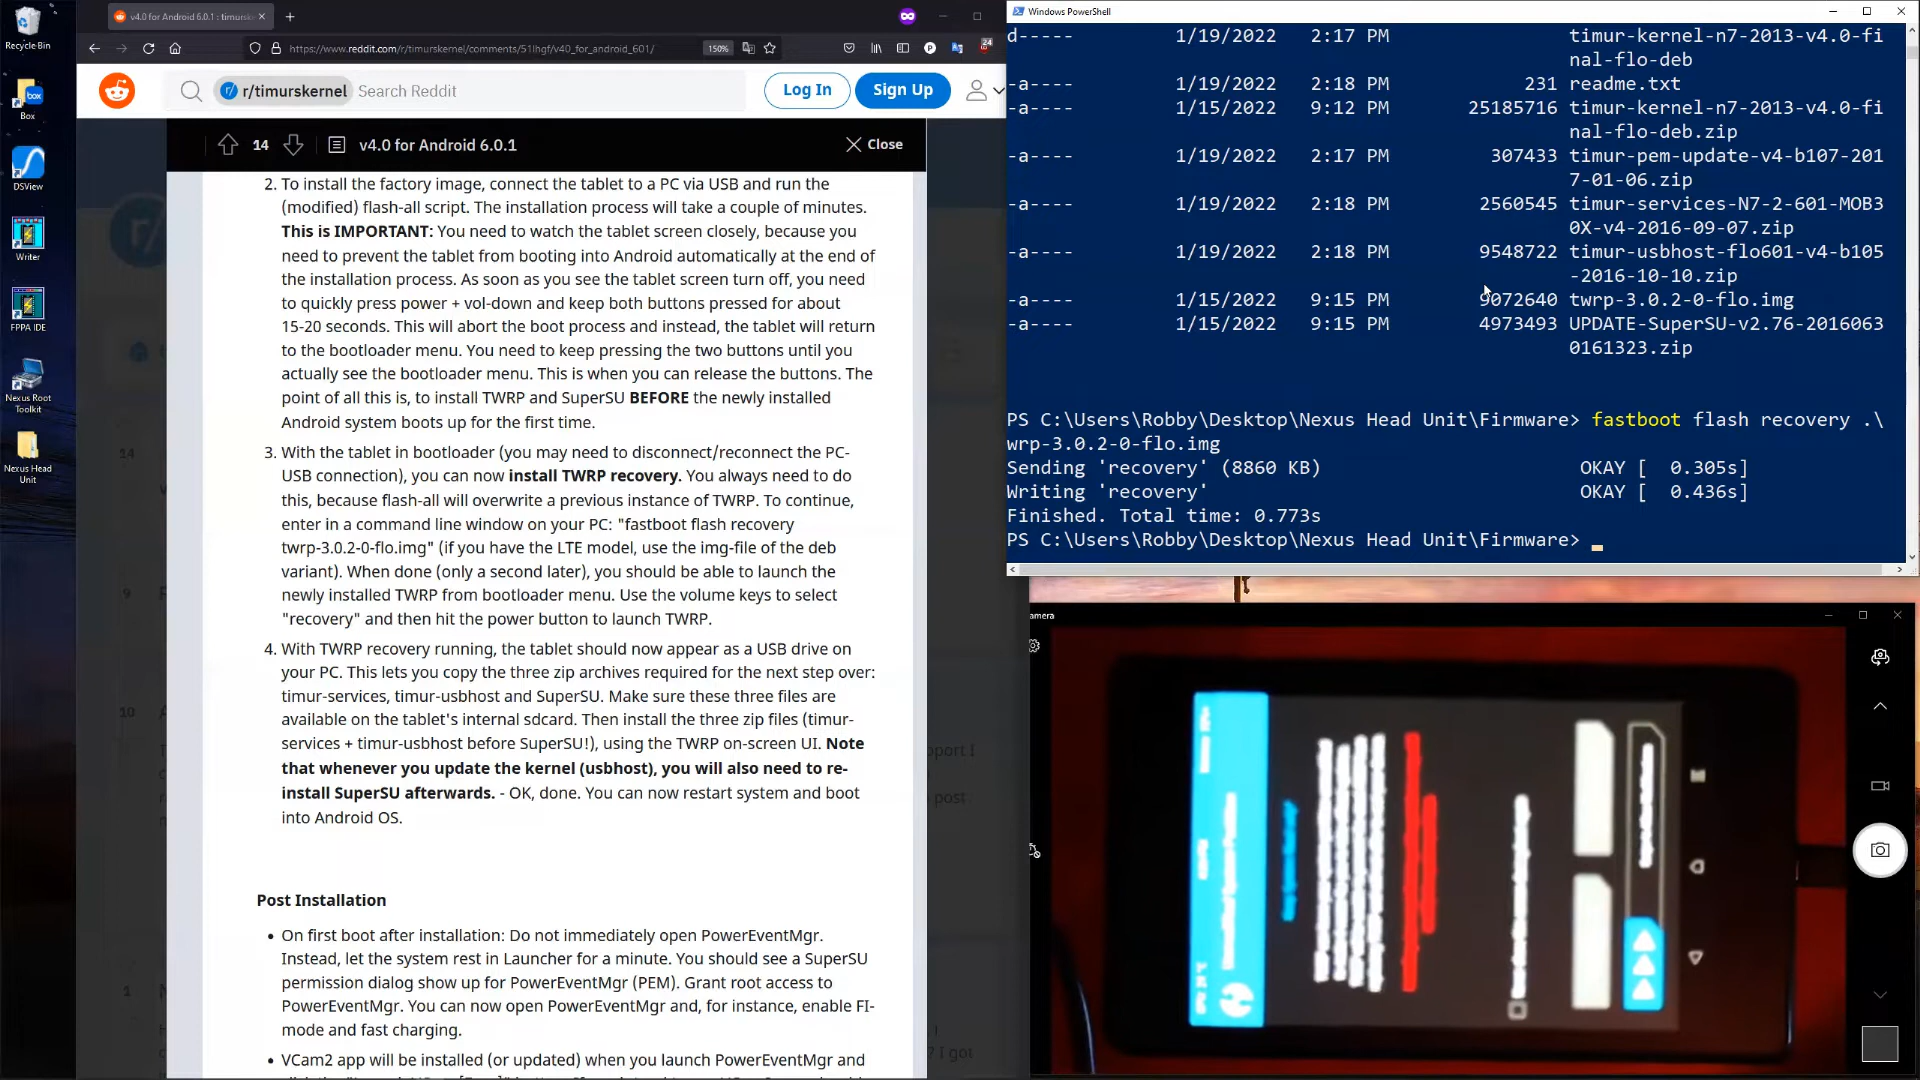 Recycle Bin
Box
DSView
Writer
FPPA IDE
Nexus Root
Toolkit
Nexus Head
Unit
v4.0 for Android 6.0.1 : timursk
https://www.reddit.com/r/timurskernel/comments/51lhgf/v40_for_android_601/
150%
24
r/timurskernel
Search Reddit
Log In
Sign Up
14
v4.0 for Android 6.0.1
Close
2. To install the factory image, connect the tablet to a PC via USB and run the
(modified) flash-all script. The installation process will take a couple of minutes.
This is IMPORTANT: You need to watch the tablet screen closely, because you
need to prevent the tablet from booting into Android automatically at the end of
the installation process. As soon as you see the tablet screen turn off, you need
to quickly press power + vol-down and keep both buttons pressed for about
15-20 seconds. This will abort the boot process and instead, the tablet will return
to the bootloader menu. You need to keep pressing the two buttons until you
actually see the bootloader menu. This is when you can release the buttons. The
point of all this is, to install TWRP and SuperSU BEFORE the newly installed
Android system boots up for the first time.
3. With the tablet in bootloader (you may need to disconnect/reconnect the PC-
USB connection), you can now install TWRP recovery. You always need to do
this, because flash-all will overwrite a previous instance of TWRP. To continue,
enter in a command line window on your PC: "fastboot flash recovery
twrp-3.0.2-0-flo.img" (if you have the LTE model, use the img-file of the deb
variant). When done (only a second later), you should be able to launch the
newly installed TWRP from bootloader menu. Use the volume keys to select
"recovery" and then hit the power button to launch TWRP.
4. With TWRP recovery running, the tablet should now appear as a USB drive on
your PC. This lets you copy the three zip archives required for the next step over:
timur-services, timur-usbhost and SuperSU. Make sure these three files are
available on the tablet's internal sdcard. Then install the three zip files (timur-
services + timur-usbhost before SuperSU!), using the TWRP on-screen UI. Note
that whenever you update the kernel (usbhost), you will also need to re-
install SuperSU afterwards. - OK, done. You can now restart system and boot
into Android OS.
Post Installation
• On first boot after installation: Do not immediately open PowerEventMgr.
Instead, let the system rest in Launcher for a minute. You should see a SuperSU
permission dialog show up for PowerEventMgr (PEM). Grant root access to
PowerEventMgr. You can now open PowerEventMgr and, for instance, enable FI-
mode and fast charging.
• VCam2 app will be installed (or updated) when you launch PowerEventMgr and
14
9
10
1
Windows PowerShell
d----- 1/19/2022 2:17 PM timur-kernel-n7-2013-v4.0-fi
nal-flo-deb
-a---- 1/19/2022 2:18 PM 231 readme.txt
-a---- 1/15/2022 9:12 PM 25185716 timur-kernel-n7-2013-v4.0-fi
nal-flo-deb.zip
-a---- 1/19/2022 2:17 PM 307433 timur-pem-update-v4-b107-201
7-01-06.zip
-a---- 1/19/2022 2:18 PM 2560545 timur-services-N7-2-601-MOB3
0X-v4-2016-09-07.zip
-a---- 1/19/2022 2:18 PM 9548722 timur-usbhost-flo601-v4-b105
-2016-10-10.zip
-a---- 1/15/2022 9:15 PM 9072640 twrp-3.0.2-0-flo.img
-a---- 1/15/2022 9:15 PM 4973493 UPDATE-SuperSU-v2.76-2016063
0161323.zip
PS C:\Users\Robby\Desktop\Nexus Head Unit\Firmware> fastboot flash recovery .\
wrp-3.0.2-0-flo.img
Sending 'recovery' (8860 KB) OKAY [ 0.305s]
Writing 'recovery' OKAY [ 0.436s]
Finished. Total time: 0.773s
PS C:\Users\Robby\Desktop\Nexus Head Unit\Firmware>
amera